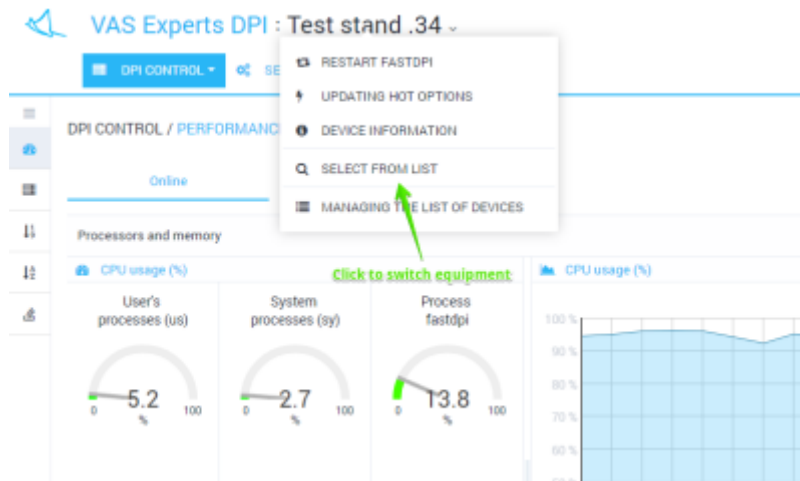 VAS Experts DPI : Test stand .34
DPI CONTROL
SE
RESTART FASTDPI
UPDATING HOT OPTIONS
DEVICE INFORMATION
SELECT FROM LIST
MANAGING THE LIST OF DEVICES
DPI CONTROL / PERFORMANC
Online
Click to switch equipment
Processors and memory
CPU usage (%)
User's
processes (us)
5.2
0 100
%
System
processes (sy)
2.7
0 100
%
Process
fastdpi
13.8
0 100
%
CPU usage (%)
100 %
90 %
80 %
70 %
60 %